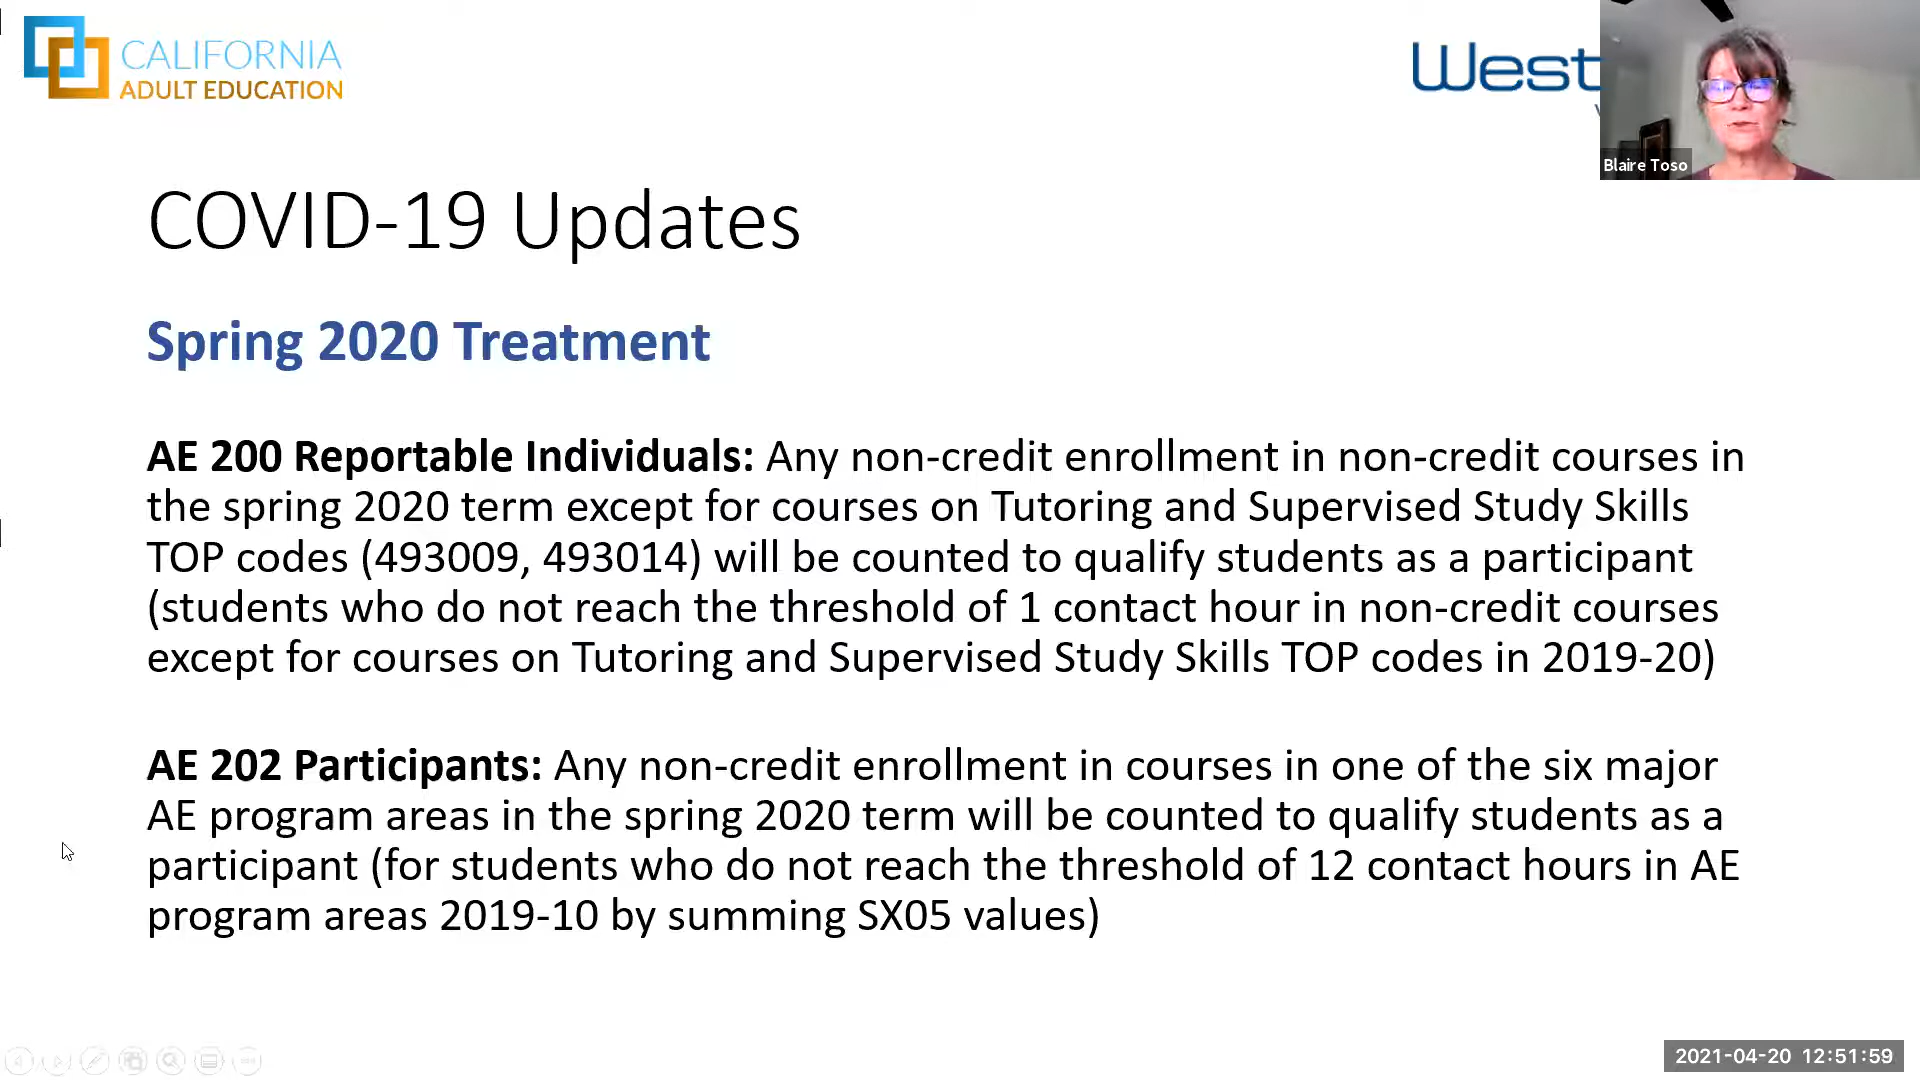 CALIFORNIA
ADULT EDUCATION
West
Blaire Toso
COVID-19 Updates
Spring 2020 Treatment
AE 200 Reportable Individuals: Any non-credit enrollment in non-credit courses in
the spring 2020 term except for courses on Tutoring and Supervised Study Skills
TOP codes (493009, 493014) will be counted to qualify students as a participant
(students who do not reach the threshold of 1 contact hour in non-credit courses
except for courses on Tutoring and Supervised Study Skills TOP codes in 2019-20)
AE 202 Participants: Any non-credit enrollment in courses in one of the six major
AE program areas in the spring 2020 term will be counted to qualify students as a
participant (for students who do not reach the threshold of 12 contact hours in AE
program areas 2019-10 by summing SX05 values)
2021-04-20 12:51:59